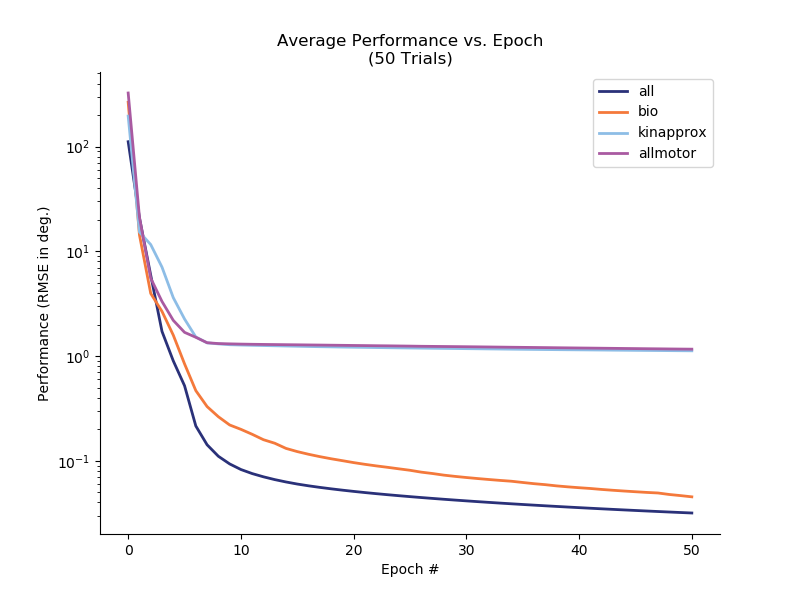 Average Performance vs. Epoch
(50 Trials)
all
bio
kinapprox
allmotor
Performance (RMSE in deg.)
10²
10¹
10⁰
10⁻¹
0 10 20 30 40 50
Epoch #